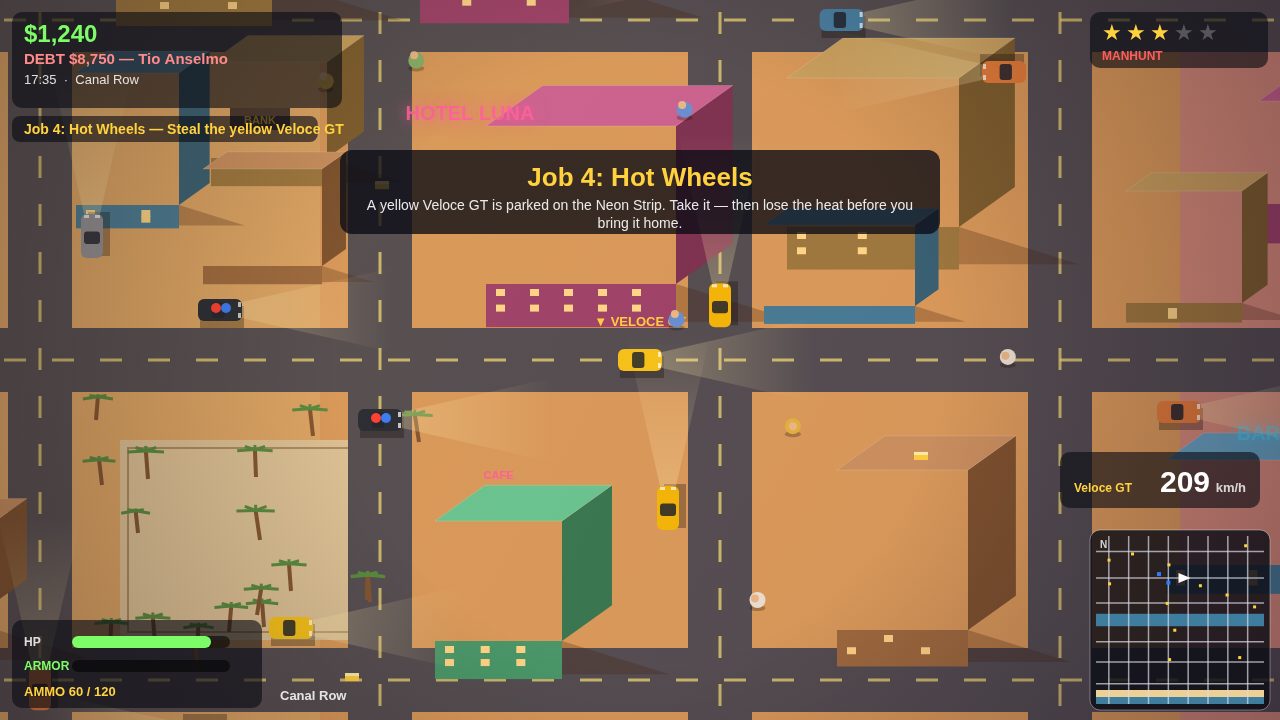 $1,240
DEBT $8,750 — Tio Anselmo
17:35 · Canal Row
BANK
Job 4: Hot Wheels — Steal the yellow Veloce GT
HOTEL LUNA
★★★★★
MANHUNT
Job 4: Hot Wheels
A yellow Veloce GT is parked on the Neon Strip. Take it — then lose the heat before you
bring it home.
▼ VELOCE
CAFE
BAR
Veloce GT 209 km/h
N
HP
ARMOR
AMMO 60 / 120
Canal Row